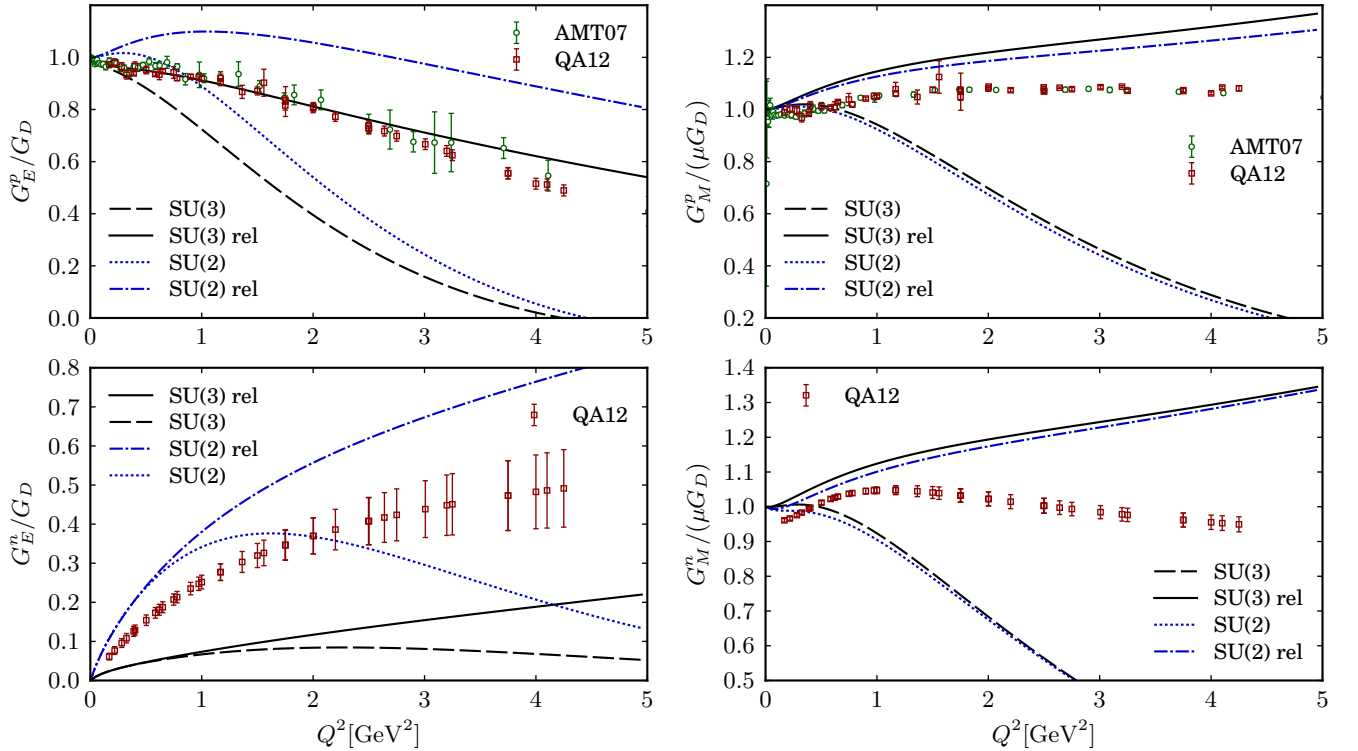 1.0
0.8
0.6
0.4
0.2
0.0
G_E^p/G_D
AMT07
QA12
SU(3)
SU(3) rel
SU(2)
SU(2) rel
0 1 2 3 4 5
1.2
1.0
0.8
0.6
0.4
0.2
G_M^p/(μG_D)
AMT07
QA12
SU(3)
SU(3) rel
SU(2)
SU(2) rel
0 1 2 3 4 5
0.8
0.7
0.6
0.5
0.4
0.3
0.2
0.1
0.0
G_E^n/G_D
SU(3) rel
SU(3)
SU(2) rel
SU(2)
QA12
0 1 2 3 4 5
Q^2[GeV^2]
1.4
1.3
1.2
1.1
1.0
0.9
0.8
0.7
0.6
0.5
G_M^n/(μG_D)
QA12
SU(3)
SU(3) rel
SU(2)
SU(2) rel
0 1 2 3 4 5
Q^2[GeV^2]